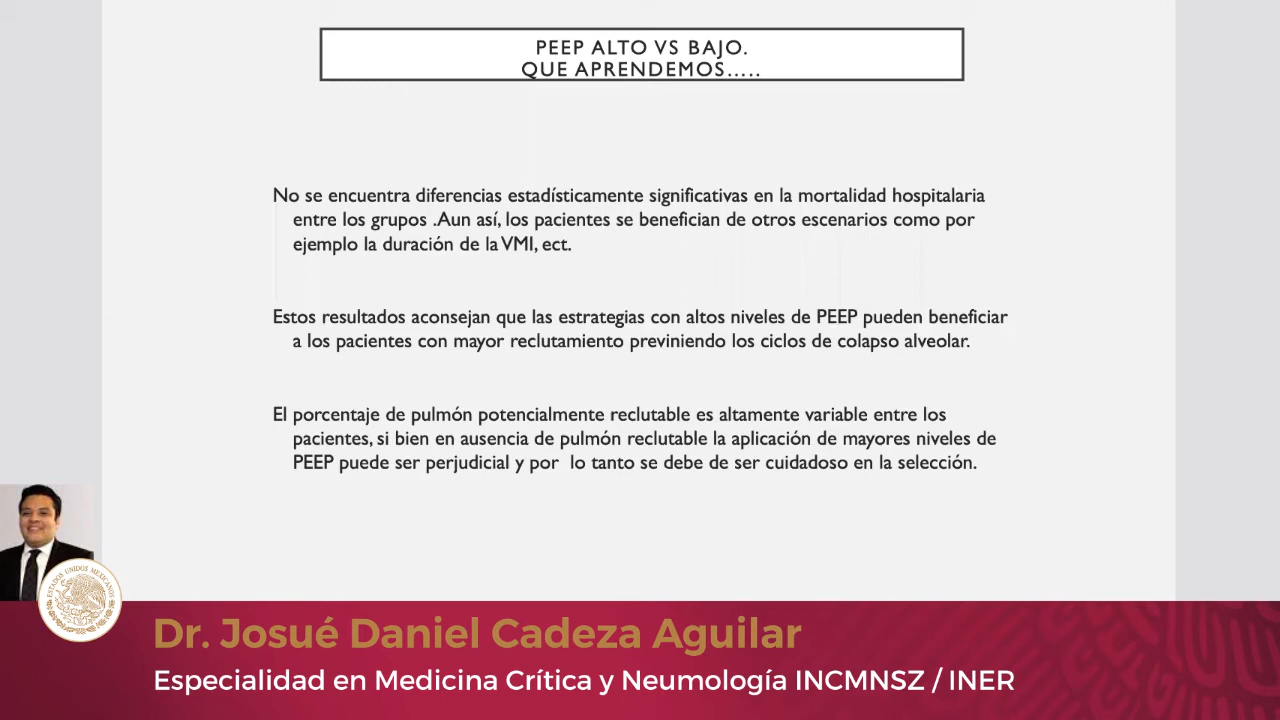 PEEP ALTO VS BAJO.
QUE APRENDEMOS.....
No se encuentra diferencias estadísticamente significativas en la mortalidad hospitalaria
entre los grupos .Aun así, los pacientes se benefician de otros escenarios como por
ejemplo la duración de la VMI, ect.
Estos resultados aconsejan que las estrategias con altos niveles de PEEP pueden beneficiar
a los pacientes con mayor reclutamiento previniendo los ciclos de colapso alveolar.
El porcentaje de pulmón potencialmente reclutable es altamente variable entre los
pacientes, si bien en ausencia de pulmón reclutable la aplicación de mayores niveles de
PEEP puede ser perjudicial y por lo tanto se debe de ser cuidadoso en la selección.
ESTADOS UNIDOS MEXICANOS
Dr. Josué Daniel Cadeza Aguilar
Especialidad en Medicina Crítica y Neumología INCMNSZ / INER